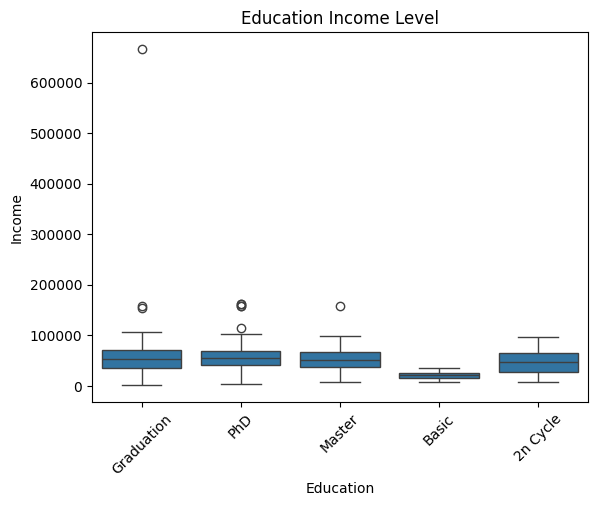 Education Income Level
600000
500000
400000
300000
200000
100000
0
Income
Graduation
PhD
Master
Basic
2n Cycle
Education